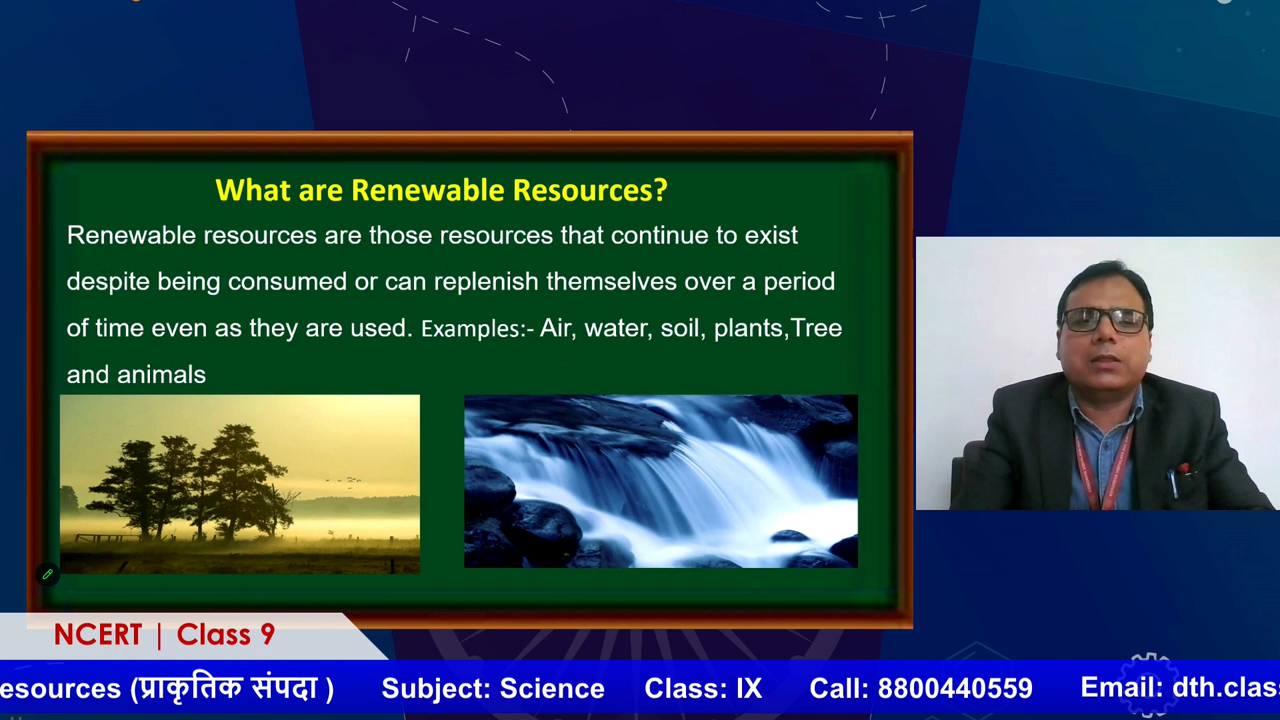 What are Renewable Resources?
Renewable resources are those resources that continue to exist
despite being consumed or can replenish themselves over a period
of time even as they are used. Examples:- Air, water, soil, plants,Tree
and animals
NCERT | Class 9
esources (प्राकृतिक संपदा ) Subject: Science Class: IX Call: 8800440559 Email: dth.clas